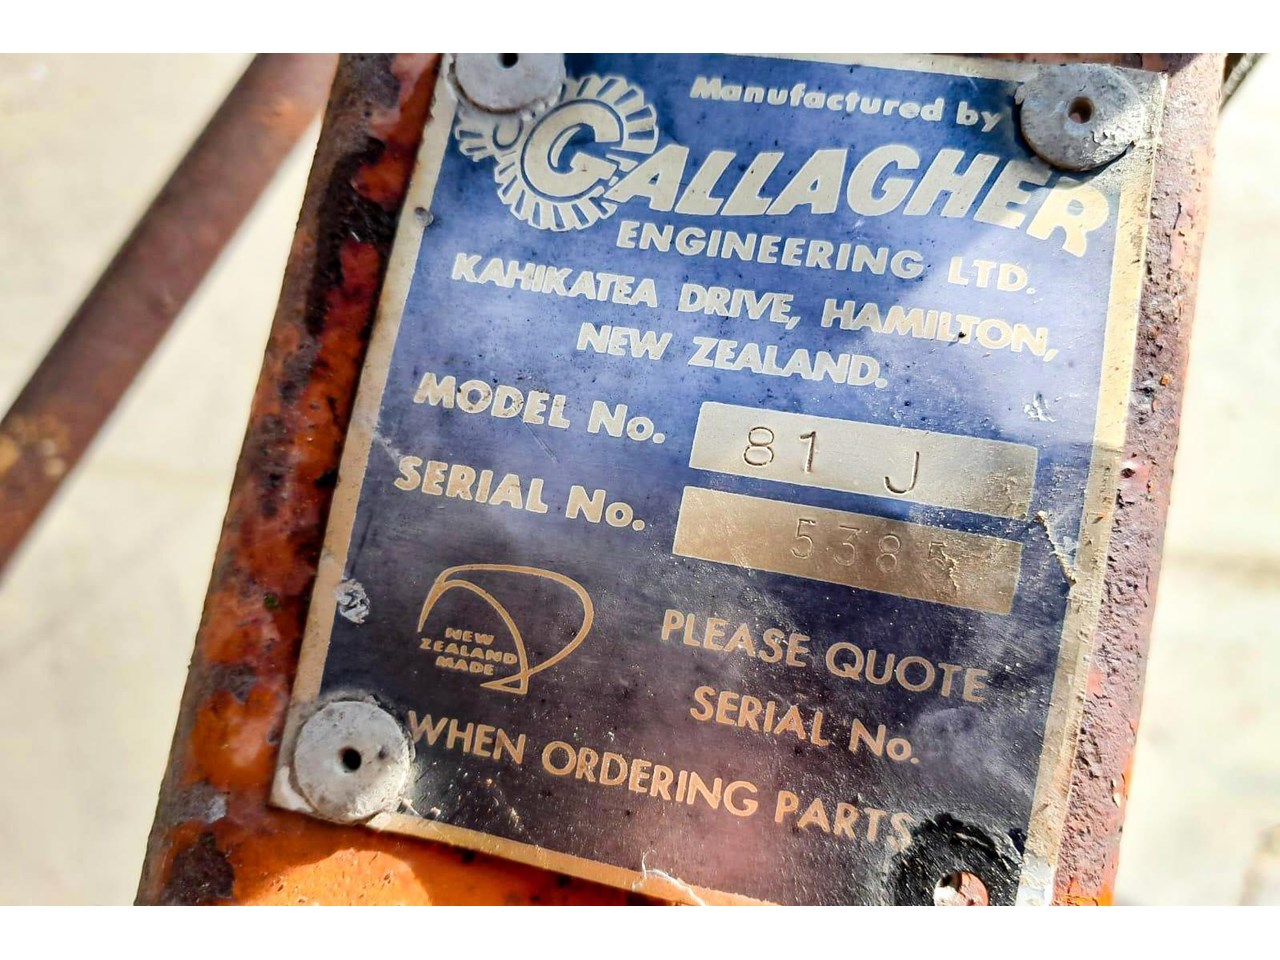 Manufactured by
GALLAGHER
ENGINEERING LTD.
KAHIKATEA DRIVE, HAMILTON,
NEW ZEALAND.
MODEL No. 81 J
SERIAL No. 5385
NEW
ZEALAND
MADE
PLEASE QUOTE
SERIAL No.
WHEN ORDERING PARTS